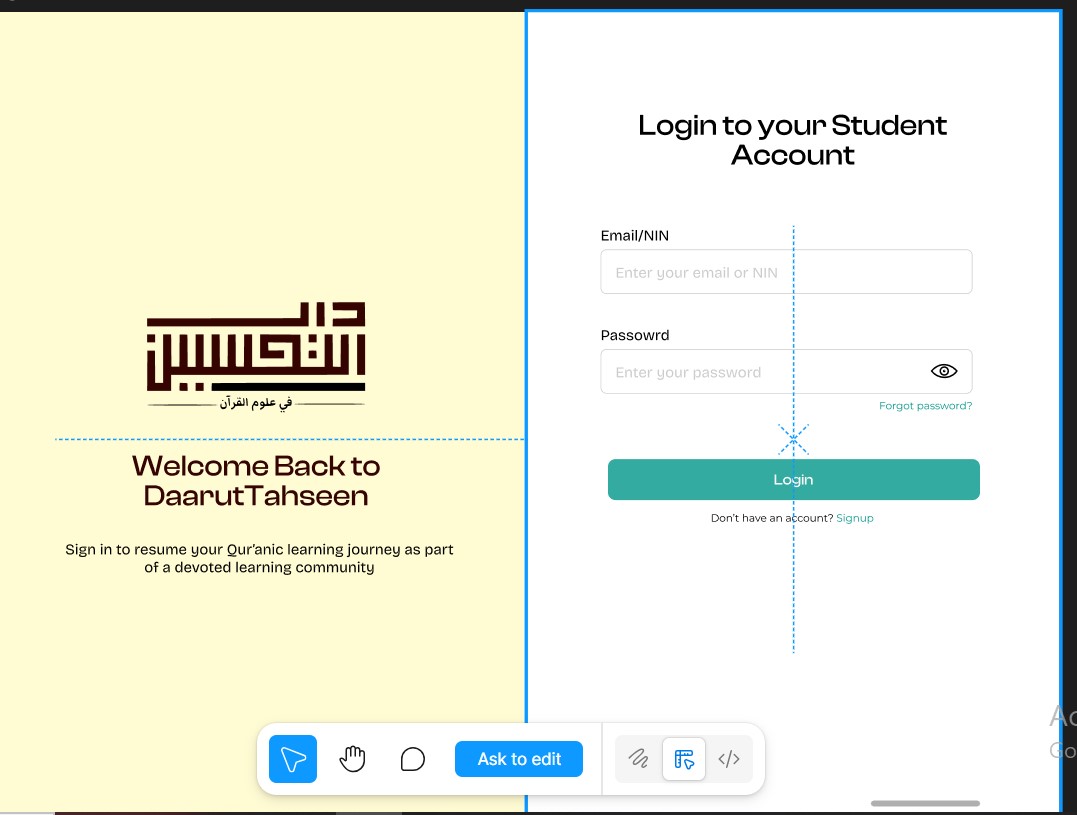 دار
التحسين
في علوم القرآن
Welcome Back to
DaarutTahseen
Sign in to resume your Qur'anic learning journey as part
of a devoted learning community
Login to your Student
Account
Email/NIN
Enter your email or NIN
Passowrd
Enter your password
Forgot password?
Login
Don't have an account? Signup
Ask to edit